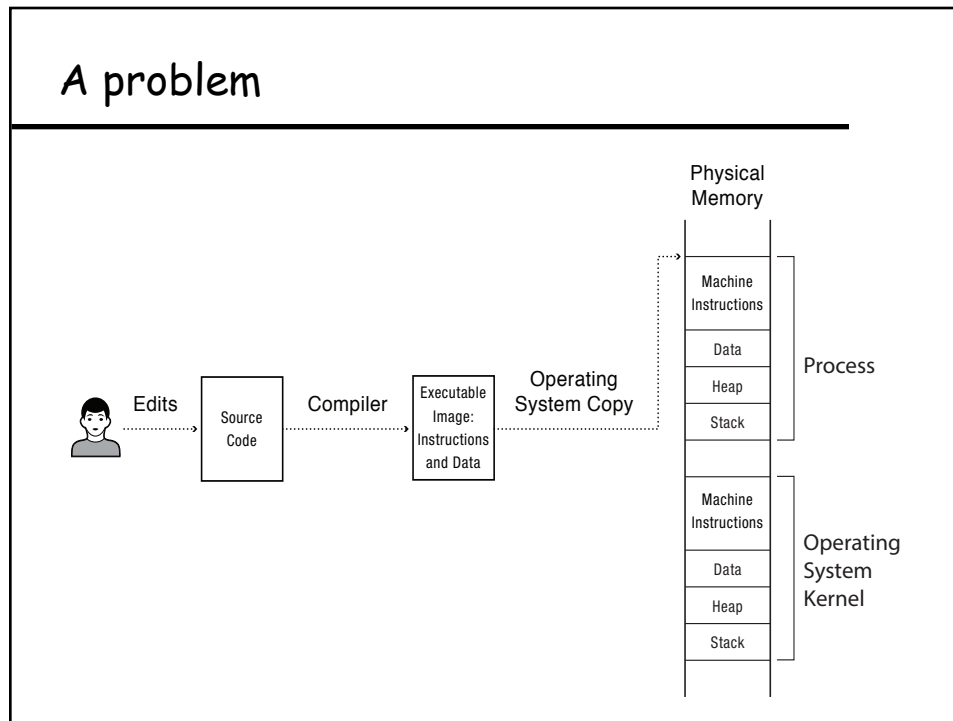 A problem
Physical
Memory
Edits
Source
Code
Compiler
Executable
Image:
Instructions
and Data
Operating
System Copy
Machine
Instructions
Data
Heap
Stack
Process
Machine
Instructions
Data
Heap
Stack
Operating
System
Kernel